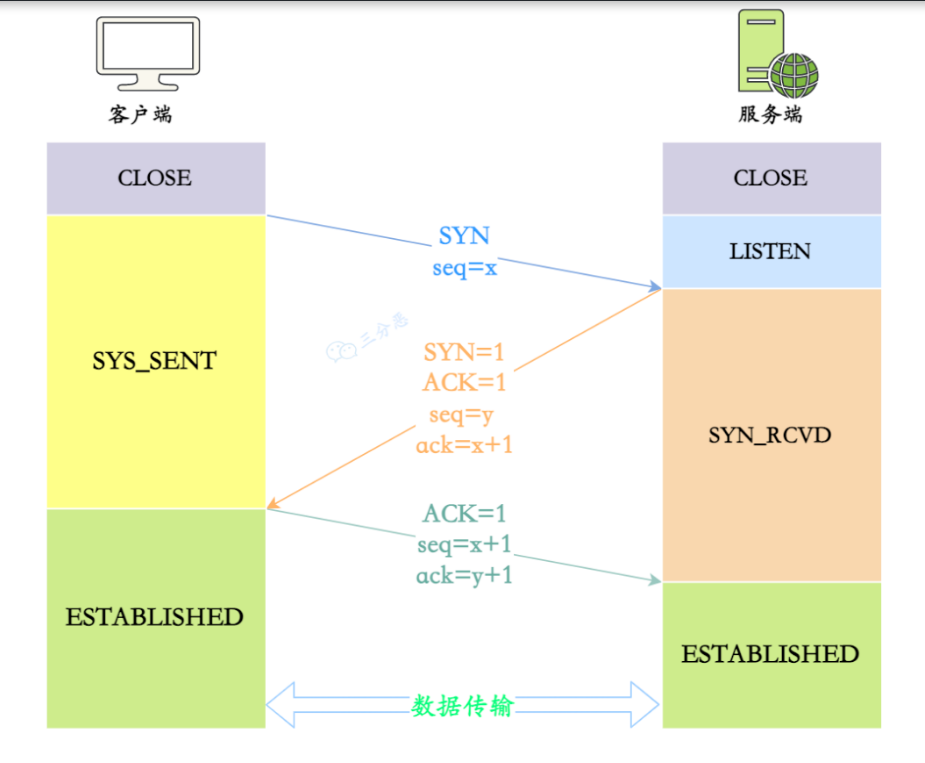 客户端
服务端
CLOSE
CLOSE
SYN
seq=x
LISTEN
三分恶
SYS_SENT
SYN=1
ACK=1
seq=y
ack=x+1
SYN_RCVD
ACK=1
seq=x+1
ack=y+1
ESTABLISHED
ESTABLISHED
数据传输